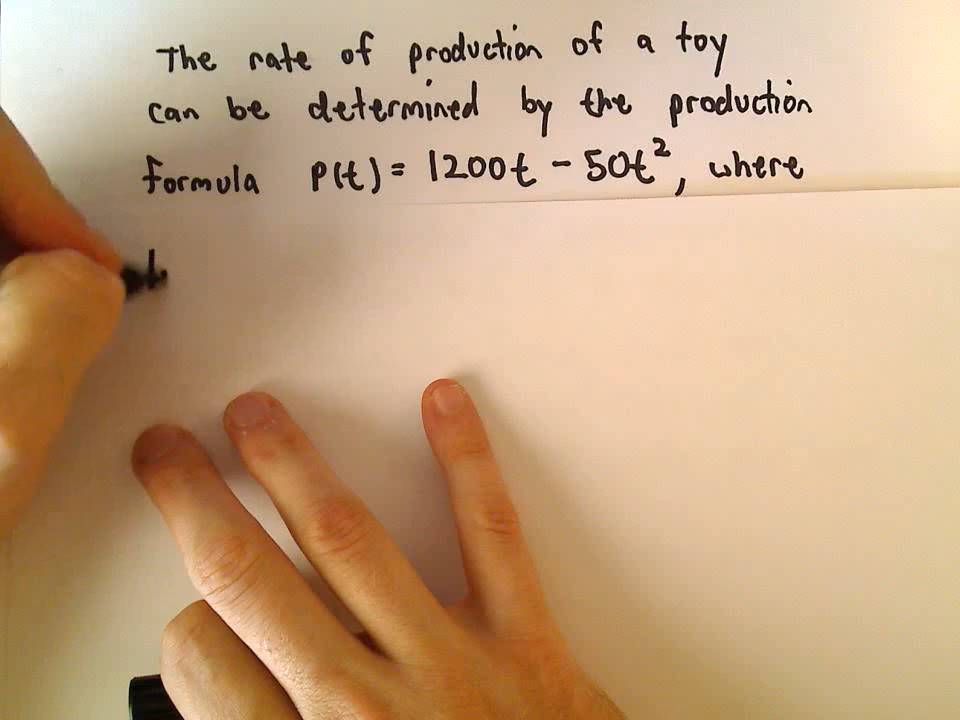 The rate of production of a toy
can be determined by the production
formula P(t) = 1200t - 50t², where